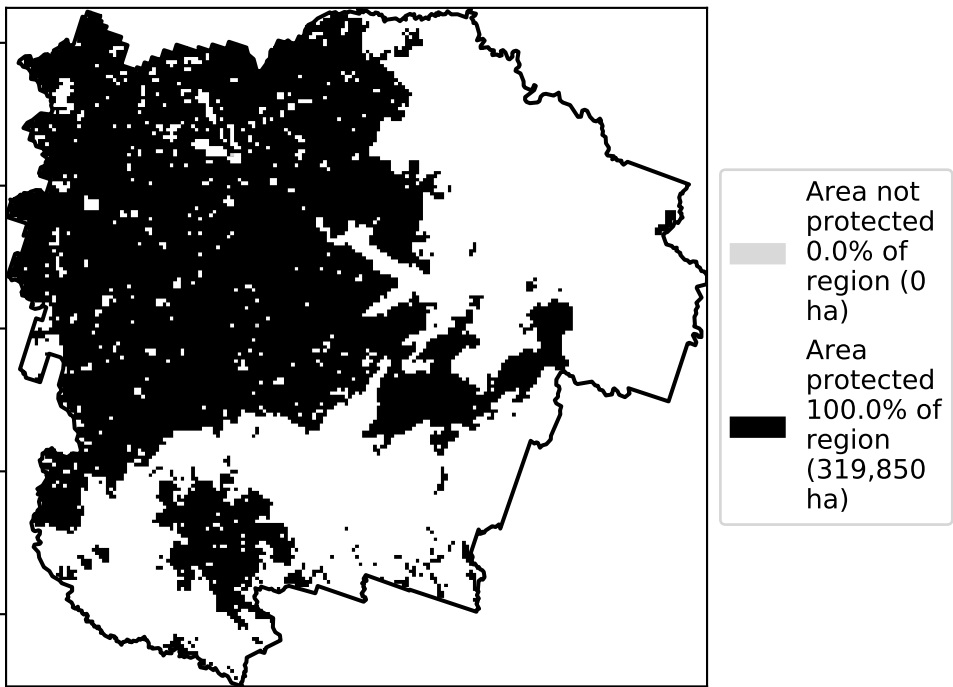 Area not
protected
0.0% of
region (0
ha)
Area
protected
100.0% of
region
(319,850
ha)